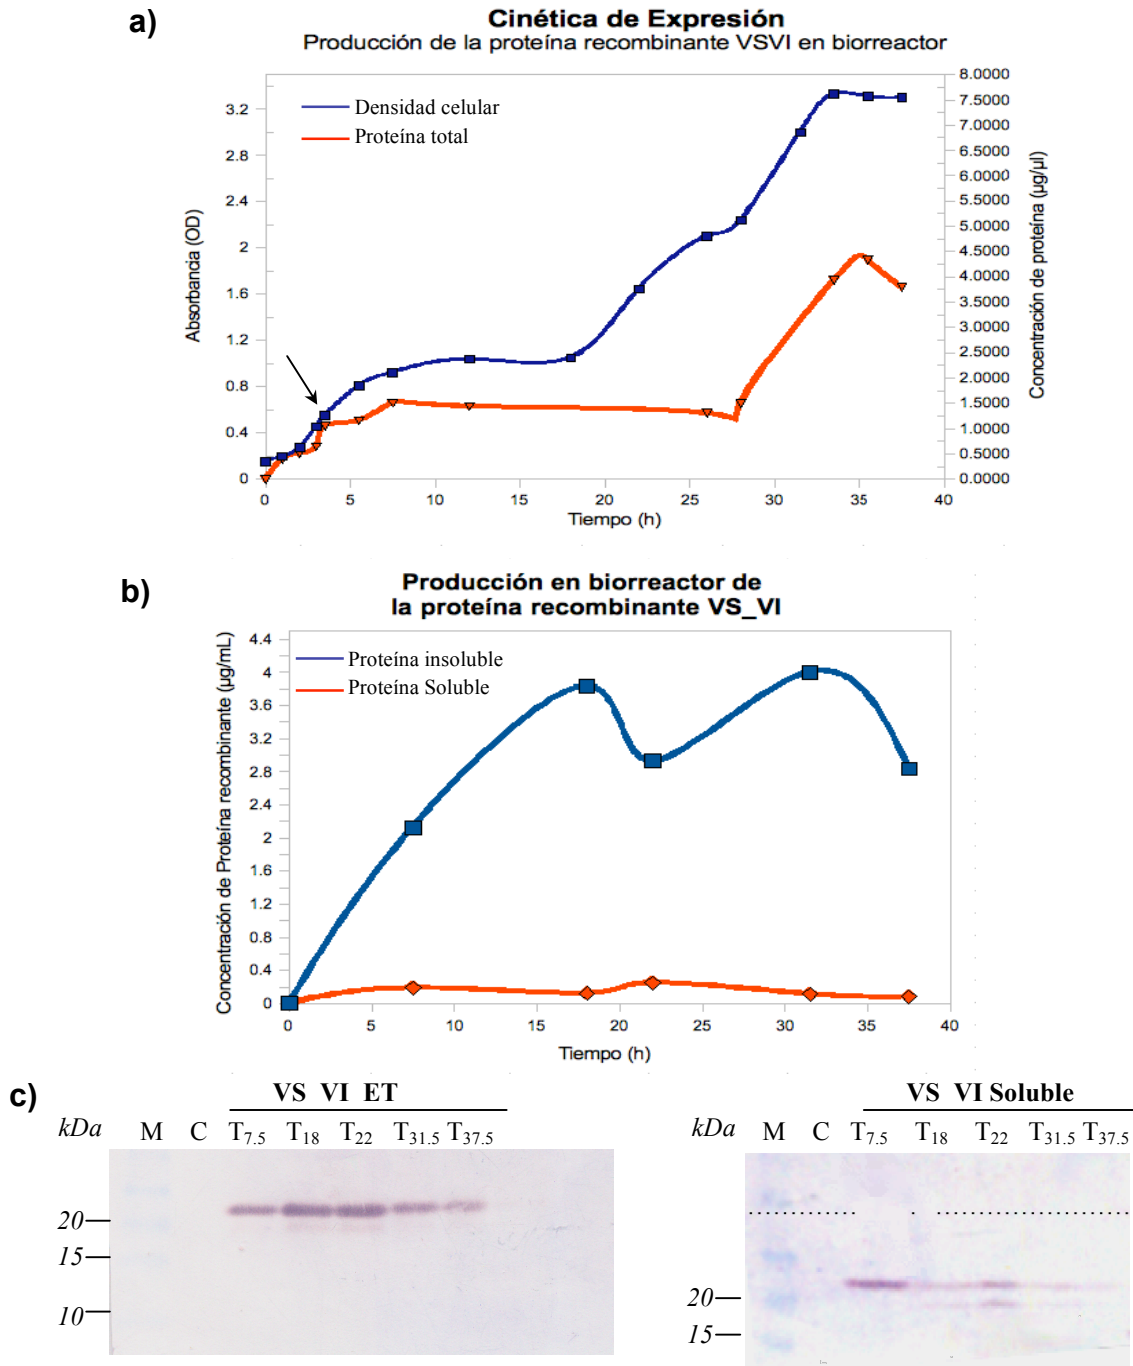 a)
Cinética de Expresión
Producción de la proteína recombinante VSVI en biorreactor
Densidad celular
Proteína total
Absorbancia (OD)
3.2
2.8
2.4
2
1.6
1.2
0.8
0.4
0
8.0000
7.5000
7.0000
6.5000
6.0000
5.5000
5.0000
4.5000
4.0000
3.5000
3.0000
2.5000
2.0000
1.5000
1.0000
0.5000
0.0000
Concentración de proteína (µg/µl)
0 5 10 15 20 25 30 35 40
Tiempo (h)
b)
Producción en biorreactor de
la proteína recombinante VS_VI
Proteína insoluble
Proteína Soluble
Concentración de Proteína recombinante (µg/mL)
4.4
4
3.6
3.2
2.8
2.4
2
1.6
1.2
0.8
0.4
0
0 5 10 15 20 25 30 35 40
Tiempo (h)
c)
VS VI ET
kDa M C T7.5 T18 T22 T31.5 T37.5
20
15
10
VS VI Soluble
kDa M C T7.5 T18 T22 T31.5 T37.5
20
15